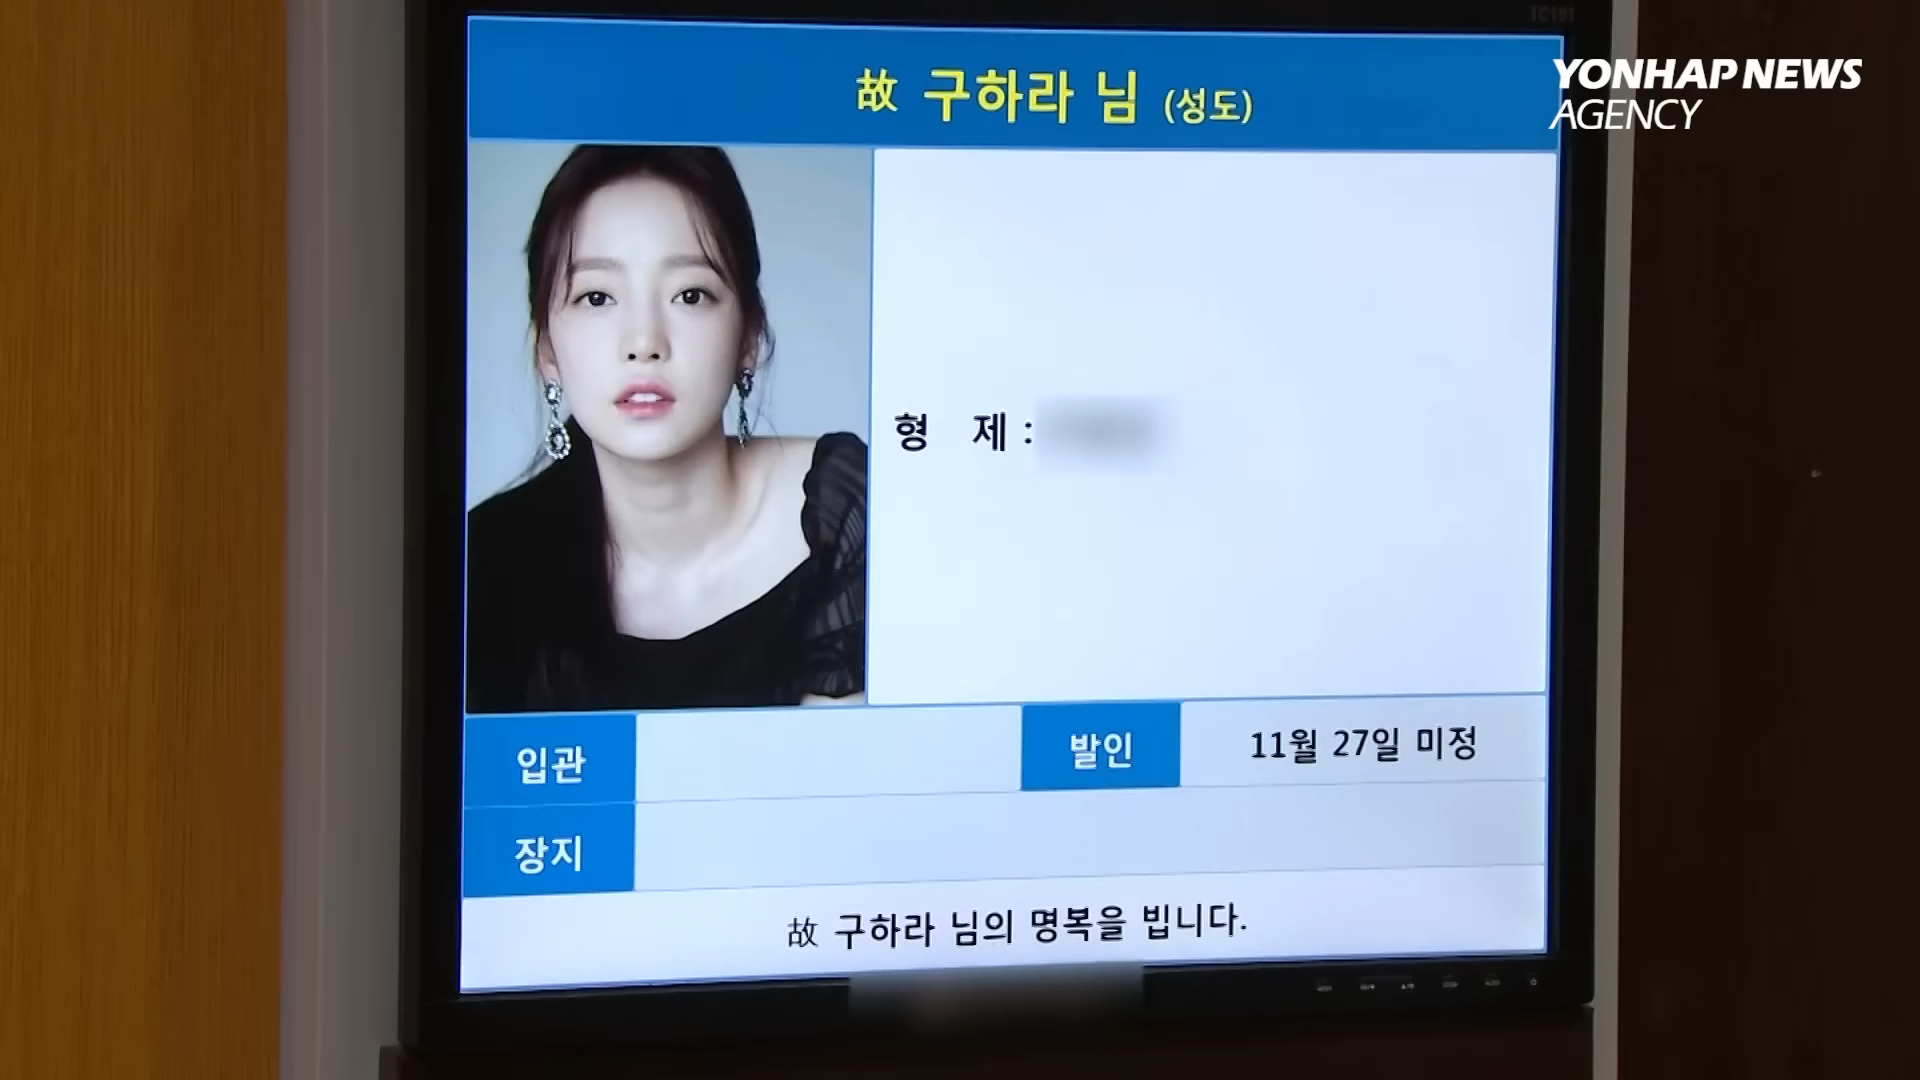 YONHAP NEWS
AGENCY
故 구하라 님 (성도)
형 제 :
입관
발인 11월 27일 미정
장지
故 구하라 님의 명복을 빕니다.